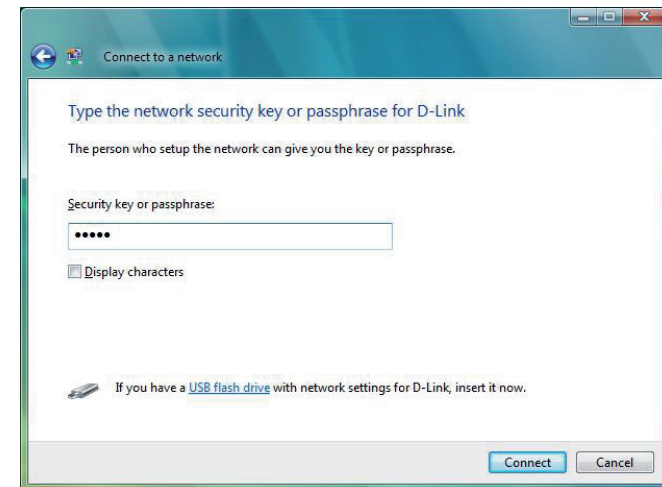 Connect to a network
Type the network security key or passphrase for D-Link
The person who setup the network can give you the key or passphrase.
Security key or passphrase:
•••••
Display characters
If you have a USB flash drive with network settings for D-Link, insert it now.
Connect Cancel